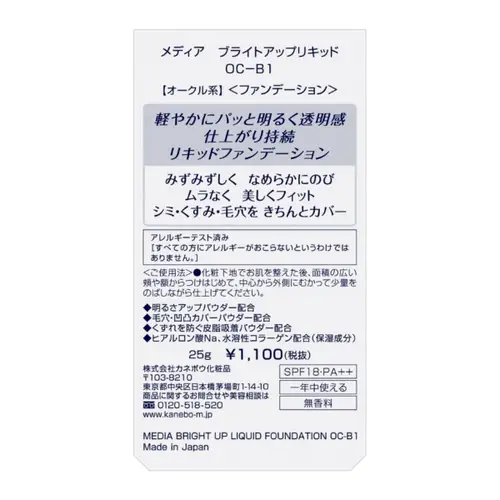 メディア ブライトアップリキッド
OC-B1
【オークル系】<ファンデーション>
軽やかにパッと明るく透明感
仕上がり持続
リキッドファンデーション
みずみずしく なめらかにのび
ムラなく 美しくフィット
シミ・くすみ・毛穴を きちんとカバー
アレルギーテスト済み
[すべての方にアレルギーがおこらないというわけでは
ありません。]
<ご使用法>●化粧下地でお肌を整えた後、面積の広い
頬や額からつけはじめて、中心から外側にむかって少量を
のばしながら仕上げてください。
◆明るさアップパウダー配合
◆毛穴・凹凸カバーパウダー配合
◆くずれを防ぐ皮脂吸着パウダー配合
◆ヒアルロン酸Na、水溶性コラーゲン配合(保湿成分)
25g ¥1,100(税抜)
株式会社カネボウ化粧品
〒103-8210
東京都中央区日本橋茅場町1-14-10
商品に関するお問合せや美容相談は
0120-518-520
www.kanebo-m.jp/
SPF18・PA++
一年中使える
無香料
MEDIA BRIGHT UP LIQUID FOUNDATION OC-B1
Made in Japan